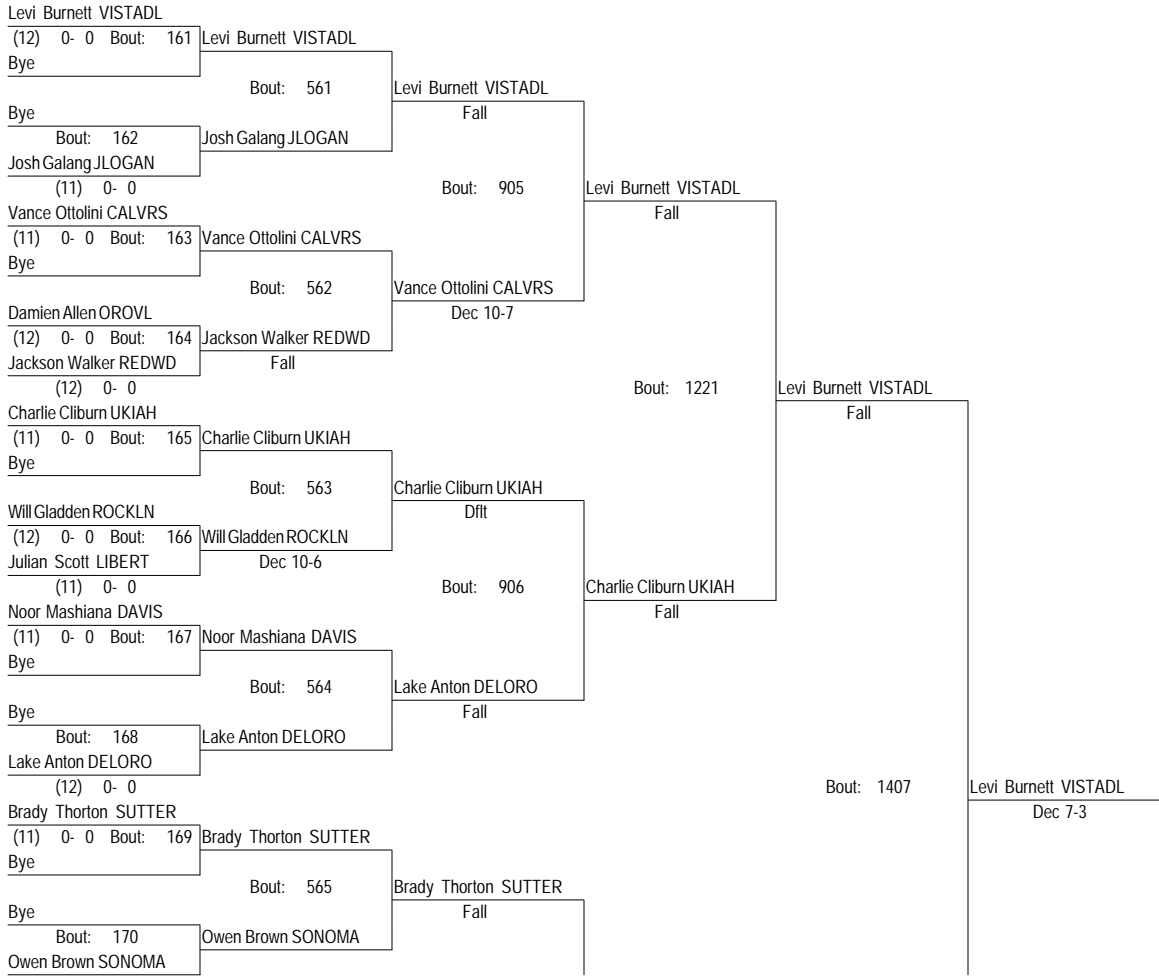 Levi Burnett VISTADL
(12) 0- 0 Bout: 161 Levi Burnett VISTADL
Bye
Bout: 561 Levi Burnett VISTADL
Bye Fall
Bout: 162 Josh Galang JLOGAN
Josh Galang JLOGAN
(11) 0- 0 Bout: 905 Levi Burnett VISTADL
Vance Ottolini CALVRS Fall
(11) 0- 0 Bout: 163 Vance Ottolini CALVRS
Bye
Bout: 562 Vance Ottolini CALVRS
Damien Allen OROVL Dec 10-7
(12) 0- 0 Bout: 164 Jackson Walker REDWD
Jackson Walker REDWD Fall
(12) 0- 0 Bout: 1221 Levi Burnett VISTADL
Charlie Cliburn UKIAH Fall
(11) 0- 0 Bout: 165 Charlie Cliburn UKIAH
Bye
Bout: 563 Charlie Cliburn UKIAH
Will Gladden ROCKLN Dflt
(12) 0- 0 Bout: 166 Will Gladden ROCKLN
Julian Scott LIBERT Dec 10-6
(11) 0- 0 Bout: 906 Charlie Cliburn UKIAH
Noor Mashiana DAVIS Fall
(11) 0- 0 Bout: 167 Noor Mashiana DAVIS
Bye
Bout: 564 Lake Anton DELORO
Bye Fall
Bout: 168 Lake Anton DELORO
Lake Anton DELORO
(12) 0- 0 Bout: 1407 Levi Burnett VISTADL
Brady Thorton SUTTER Dec 7-3
(11) 0- 0 Bout: 169 Brady Thorton SUTTER
Bye
Bout: 565 Brady Thorton SUTTER
Bye Fall
Bout: 170 Owen Brown SONOMA
Owen Brown SONOMA